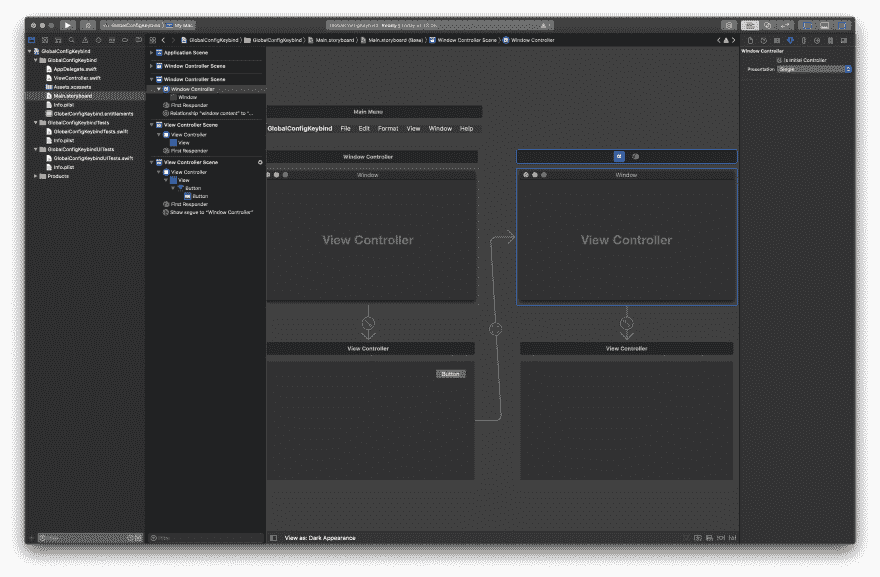 GlobalConfigKeybind
My Mac
GlobalConfigKeybind: Ready | Today at 13:25
GlobalConfigKeybind
GlobalConfigKeybind
Main.storyboard
Main.storyboard (Base)
Window Controller Scene
Window Controller
GlobalConfigKeybind
GlobalConfigKeybind
AppDelegate.swift
ViewController.swift
Assets.xcassets
Main.storyboard
Info.plist
GlobalConfigKeybind.entitlements
GlobalConfigKeybindTests
GlobalConfigKeybindTests.swift
Info.plist
GlobalConfigKeybindUITests
GlobalConfigKeybindUITests.swift
Info.plist
Products
Application Scene
Window Controller Scene
Window Controller Scene
Window Controller
Window
First Responder
Relationship "window content" to "...
View Controller Scene
View Controller
View
First Responder
View Controller Scene
View Controller
View
Button
Button
First Responder
Show segue to "Window Controller"
Main Menu
GlobalConfigKeybind File Edit Format View Window Help
Window Controller
Window
View Controller
View Controller
Button
Window
View Controller
View Controller
Window Controller
Is Initial Controller
Presentation Single
Filter
View as: Dark Appearance